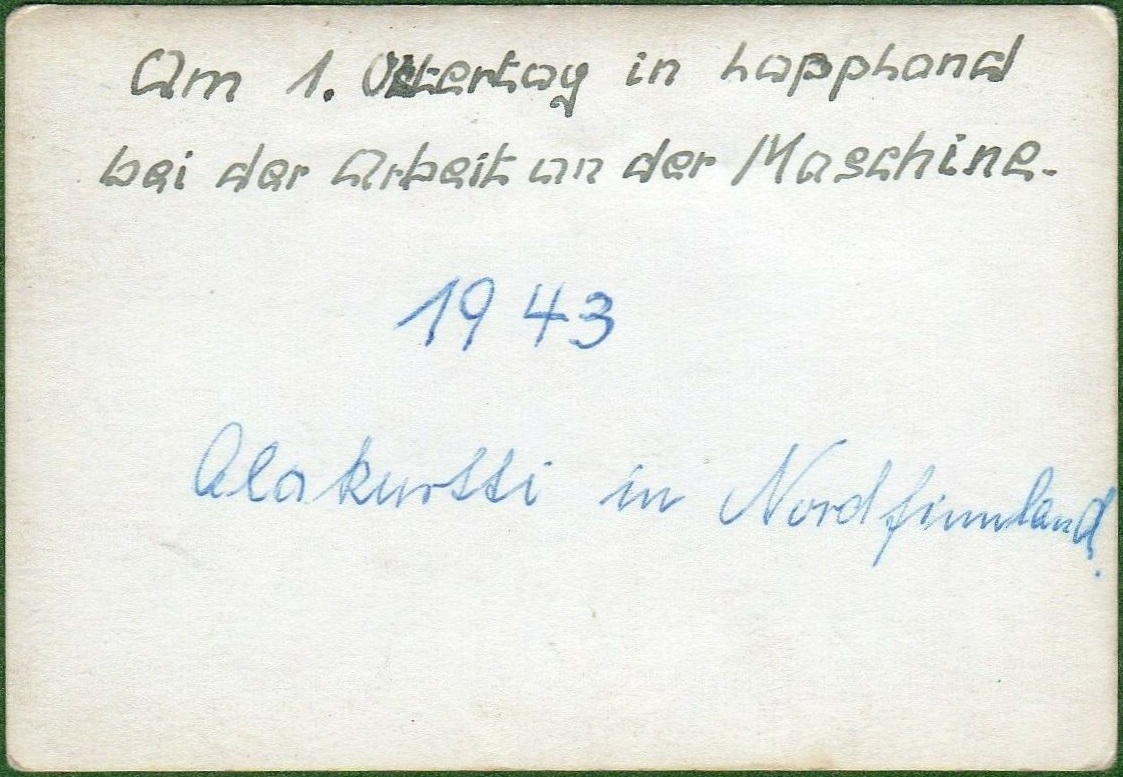 Am 1. Ostertag in Lappland
bei der Arbeit an der Maschine.
1943
Alakurtti in Nordfinnland.